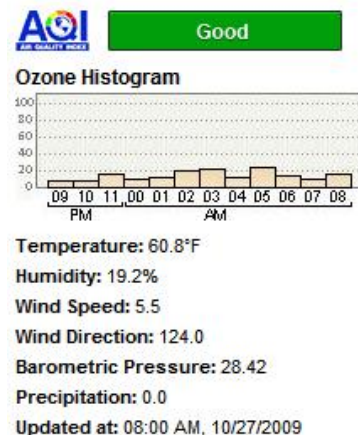 AQI
AIR QUALITY INDEX
Good
Ozone Histogram
100
80
60
40
20
0
09 10 11 00 01 02 03 04 05 06 07 08
PM AM
Temperature: 60.8°F
Humidity: 19.2%
Wind Speed: 5.5
Wind Direction: 124.0
Barometric Pressure: 28.42
Precipitation: 0.0
Updated at: 08:00 AM, 10/27/2009